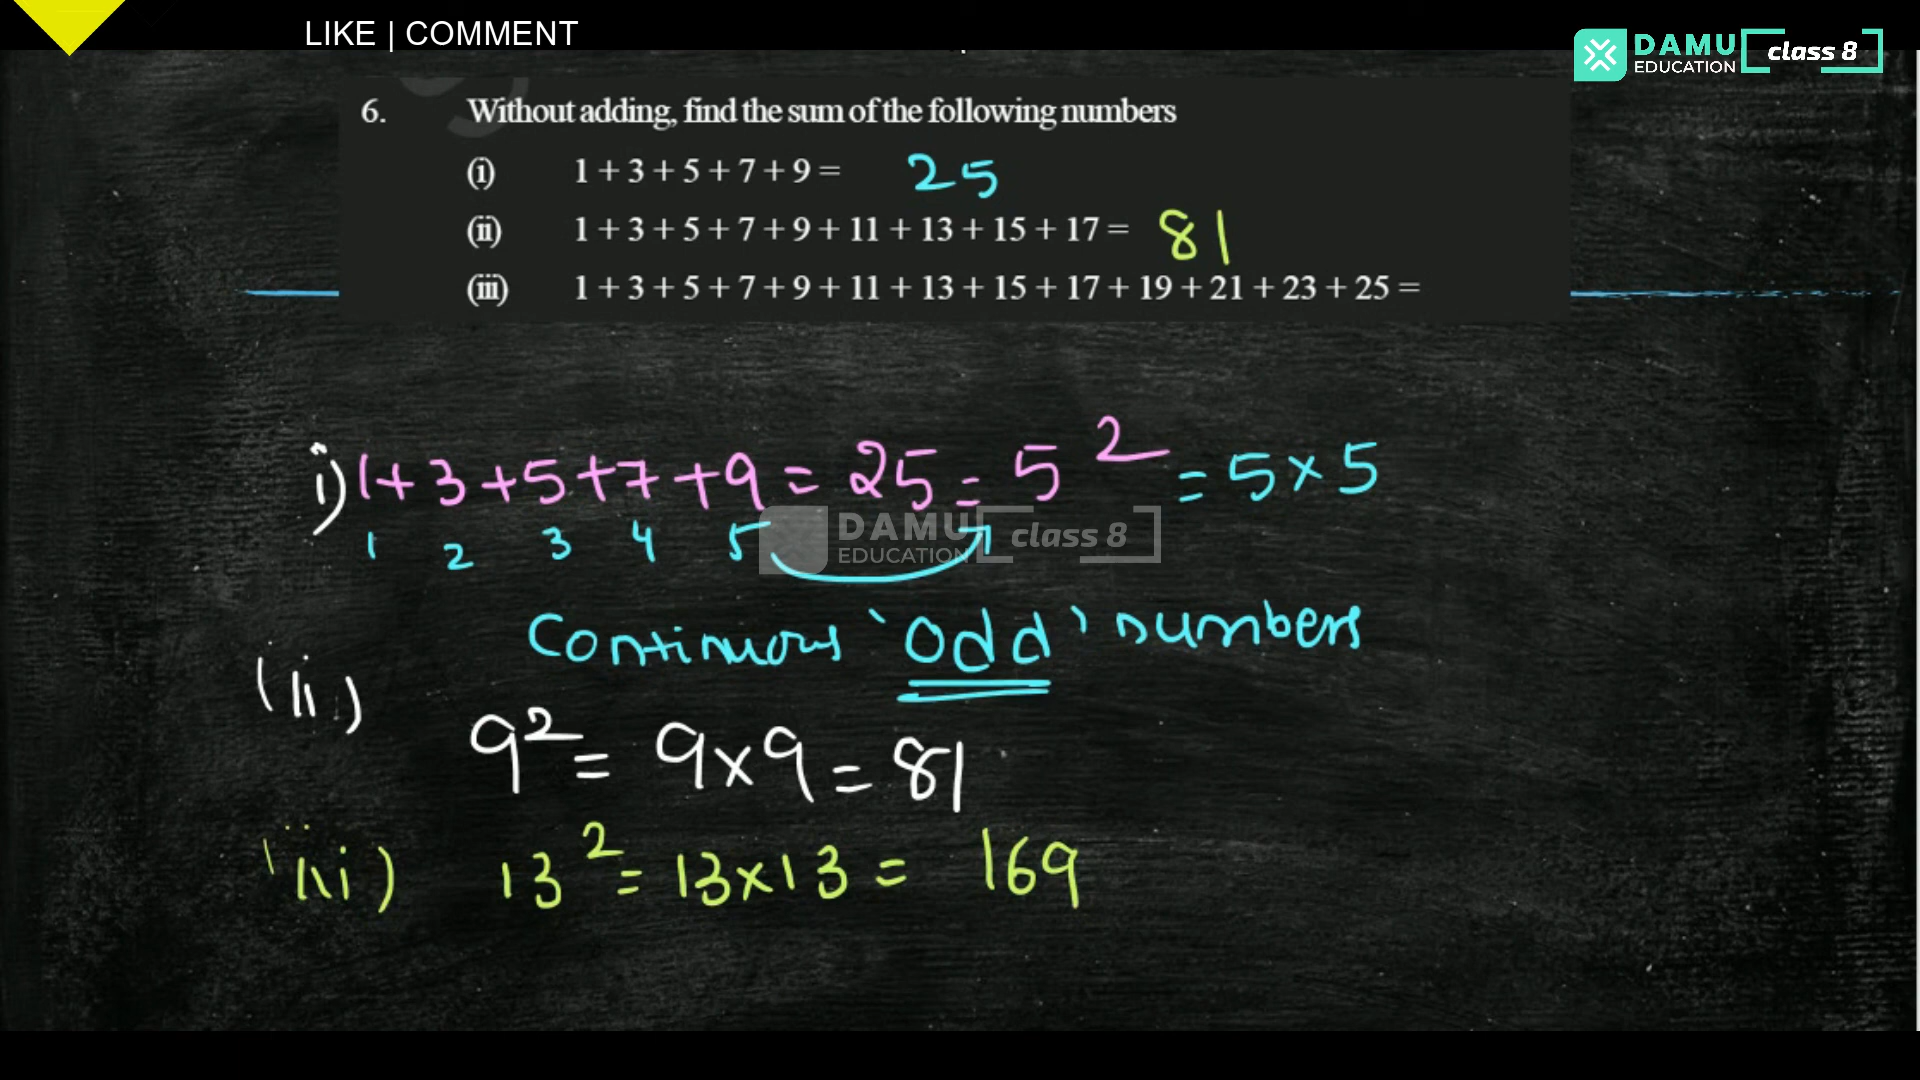 LIKE | COMMENT
DAMU EDUCATION class 8
6. Without adding, find the sum of the following numbers
(i) 1 + 3 + 5 + 7 + 9 = 25
(ii) 1 + 3 + 5 + 7 + 9 + 11 + 13 + 15 + 17 = 81
(iii) 1 + 3 + 5 + 7 + 9 + 11 + 13 + 15 + 17 + 19 + 21 + 23 + 25 =
i) 1 + 3 + 5 + 7 + 9 = 25 = 5² = 5 × 5
1 2 3 4 5
DAMU EDUCATION class 8
Continuous 'odd' numbers
(ii)
9² = 9 × 9 = 81
(iii) 13² = 13 × 13 = 169